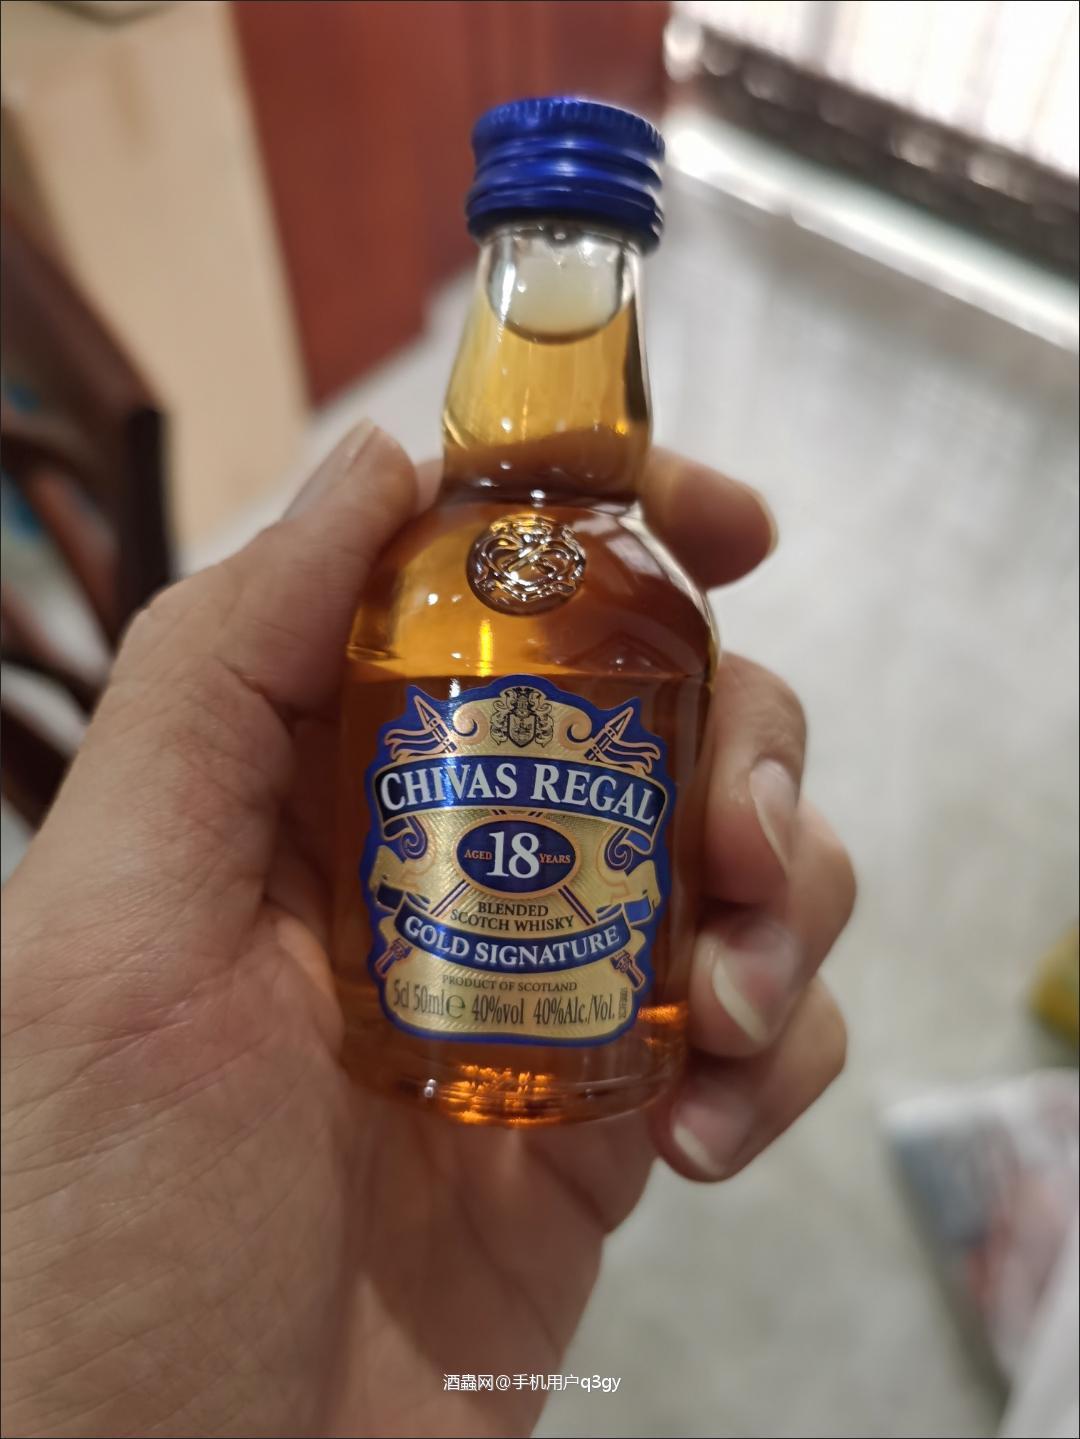 CHIVAS REGAL
AGED 18 YEARS
BLENDED
SCOTCH WHISKY
GOLD SIGNATURE
PRODUCT OF SCOTLAND
5cl 50ml℮ 40%vol 40%Alc./Vol.
酒蟲网@手机用户q3gy